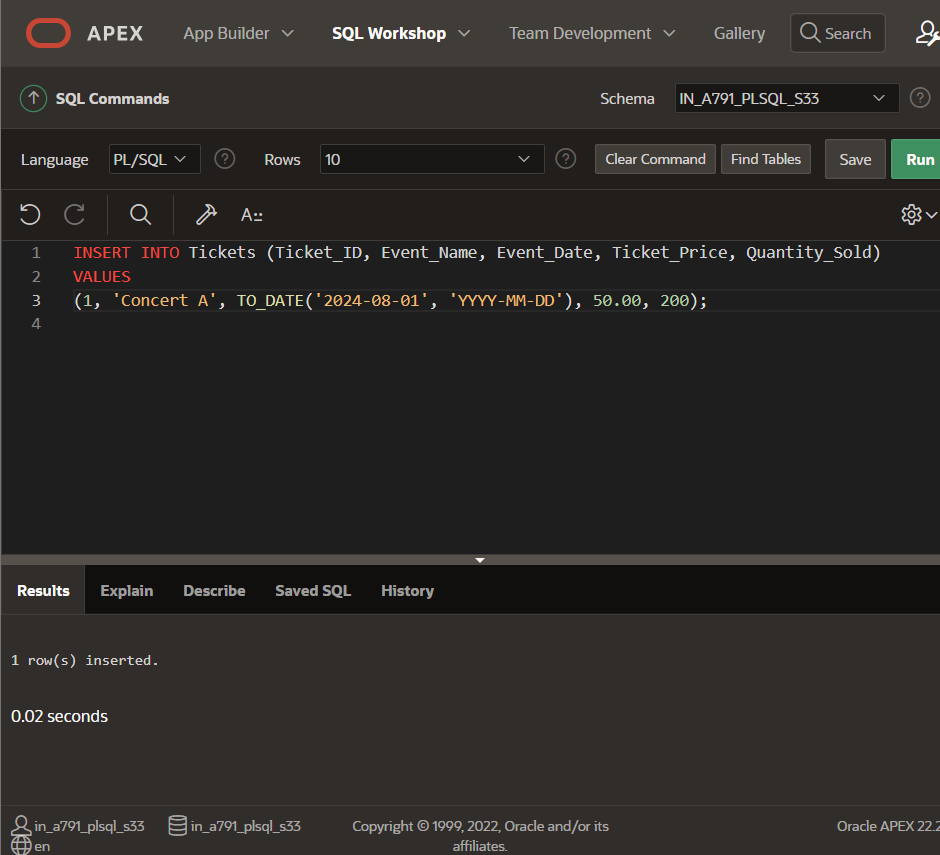 APEX App Builder SQL Workshop Team Development Gallery Search
SQL Commands Schema IN_A791_PLSQL_S33 ?
Language PL/SQL ? Rows 10 ? Clear Command Find Tables Save Run
A::
1 INSERT INTO Tickets (Ticket_ID, Event_Name, Event_Date, Ticket_Price, Quantity_Sold)
2 VALUES
3 (1, 'Concert A', TO_DATE('2024-08-01', 'YYYY-MM-DD'), 50.00, 200);
4
Results Explain Describe Saved SQL History
1 row(s) inserted.
0.02 seconds
in_a791_plsql_s33 in_a791_plsql_s33 Copyright © 1999, 2022, Oracle and/or its Oracle APEX 22.2
en affiliates.